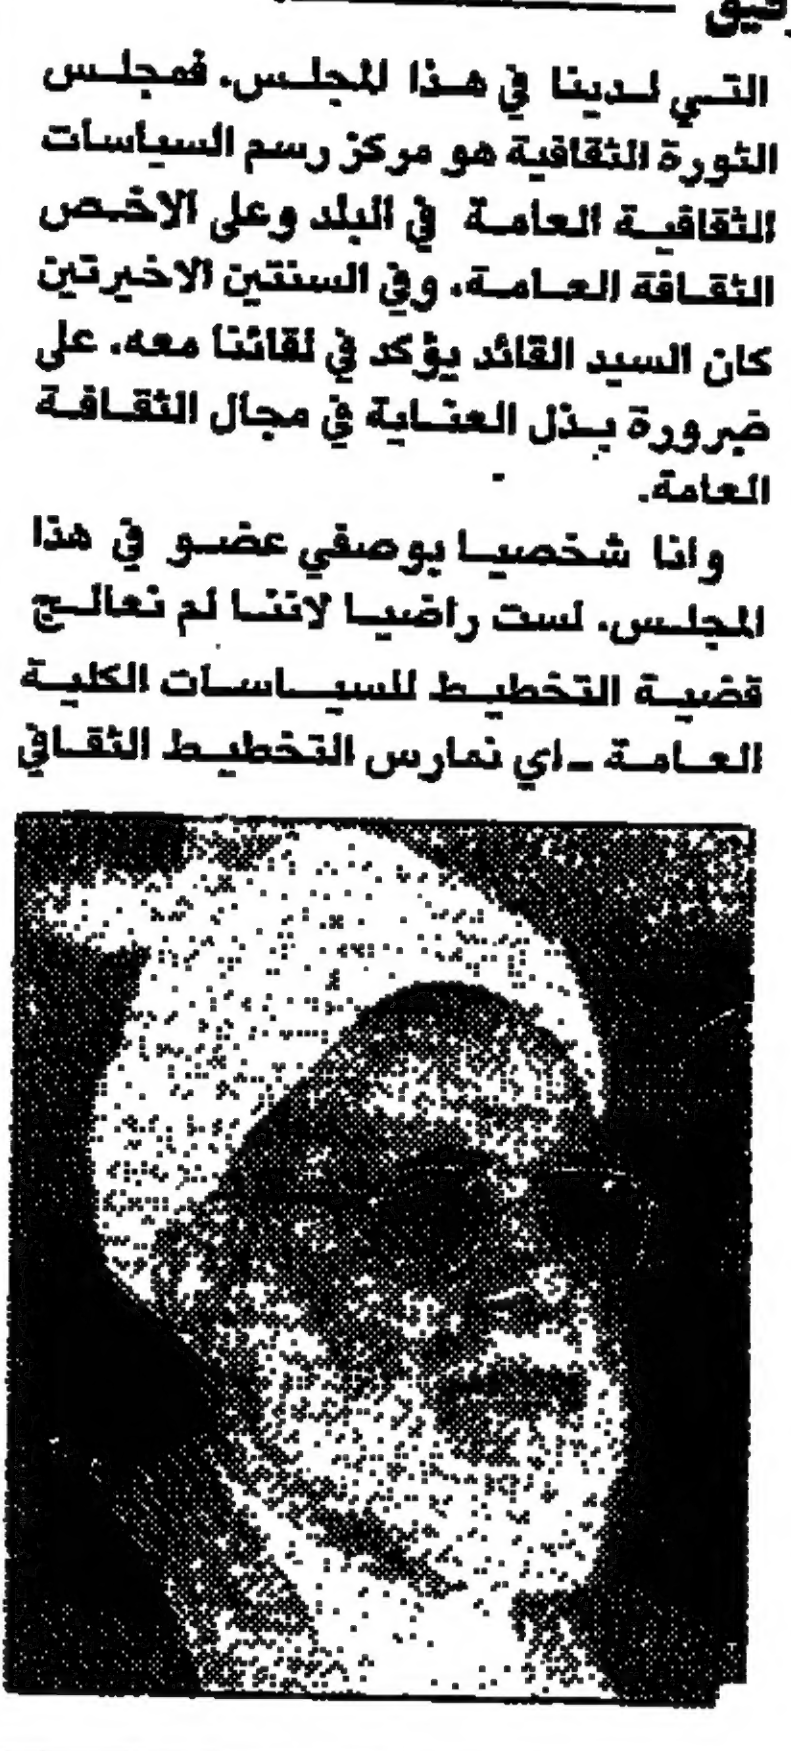 التي لدينا في هذا المجلس. فمجلس
الثورة الثقافية هو مركز رسم السياسات
الثقافية العامة في البلد وعلى الاخص
الثقافة العامة. وفي السنتين الاخيرتين
كان السيد القائد يؤكد في لقائنا معه، على
ضرورة بذل العناية في مجال الثقافة
العامة.
وانا شخصيا بوصفي عضو في هذا
المجلس، لست راضيا لاننا لم نعالج
قضية التخطيط للسياسات الكلية
العامة -اي نمارس التخطيط الثقافي